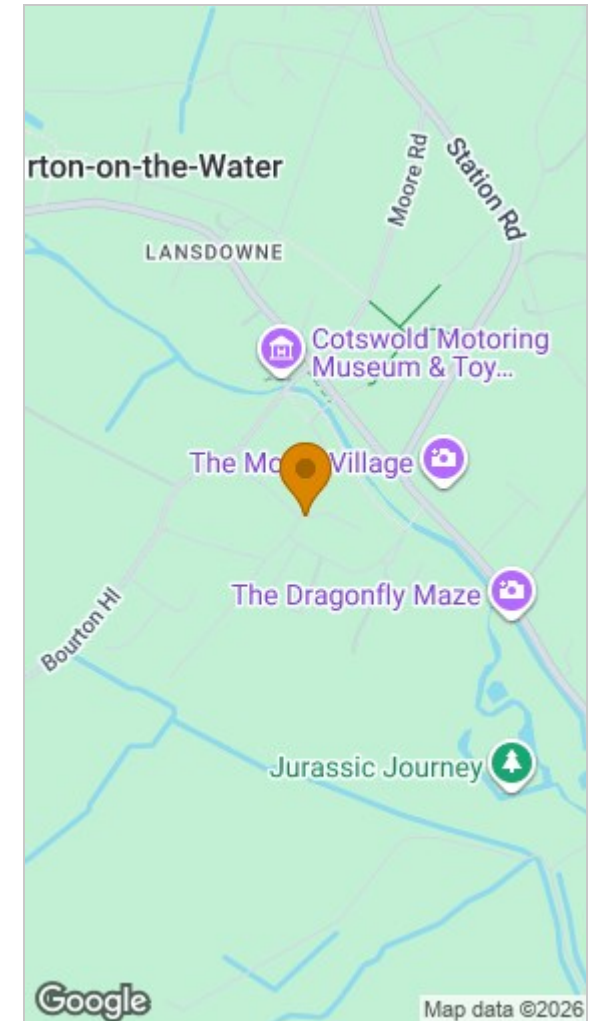 rton-on-the-Water
Station Rd
Moore Rd
LANSDOWNE
Cotswold Motoring
Museum & Toy...
The Mo Village
The Dragonfly Maze
Bourton Hl
Jurassic Journey
Google
Map data ©2026